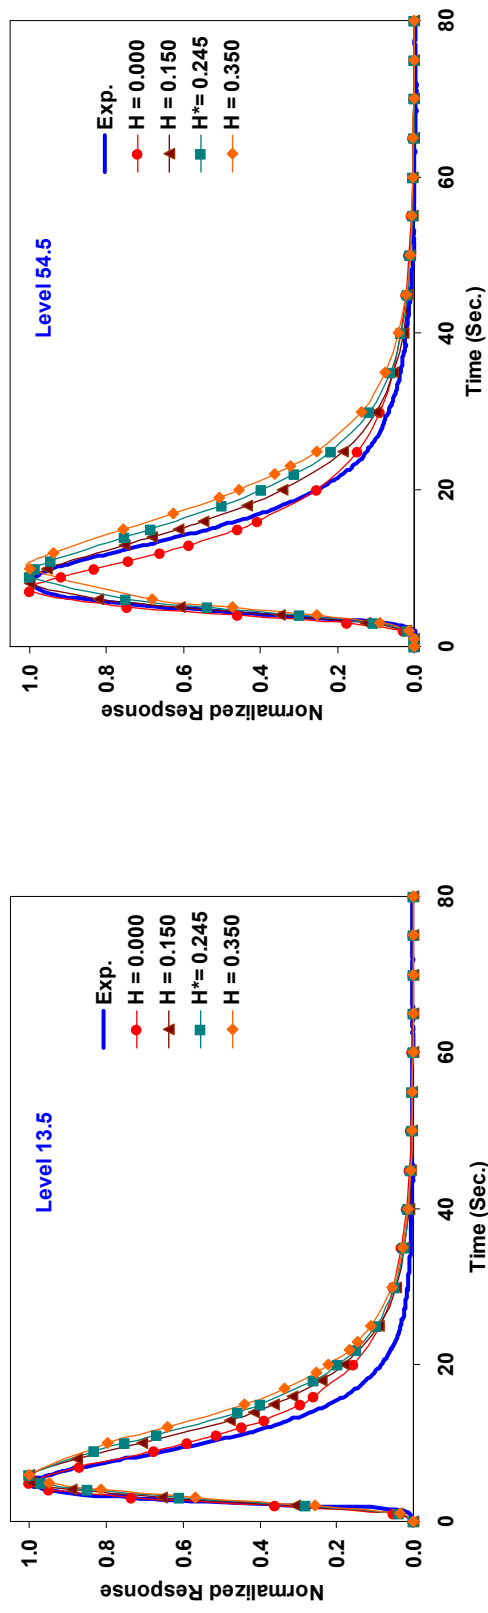 Level 13.5
Exp.
H = 0.000
H = 0.150
H*= 0.245
H = 0.350
Normalized Response
1.0
0.8
0.6
0.4
0.2
0.0
0
20
40
60
80
Time (Sec.)
Level 54.5
Exp.
H = 0.000
H = 0.150
H*= 0.245
H = 0.350
Normalized Response
1.0
0.8
0.6
0.4
0.2
0.0
0
20
40
60
80
Time (Sec.)